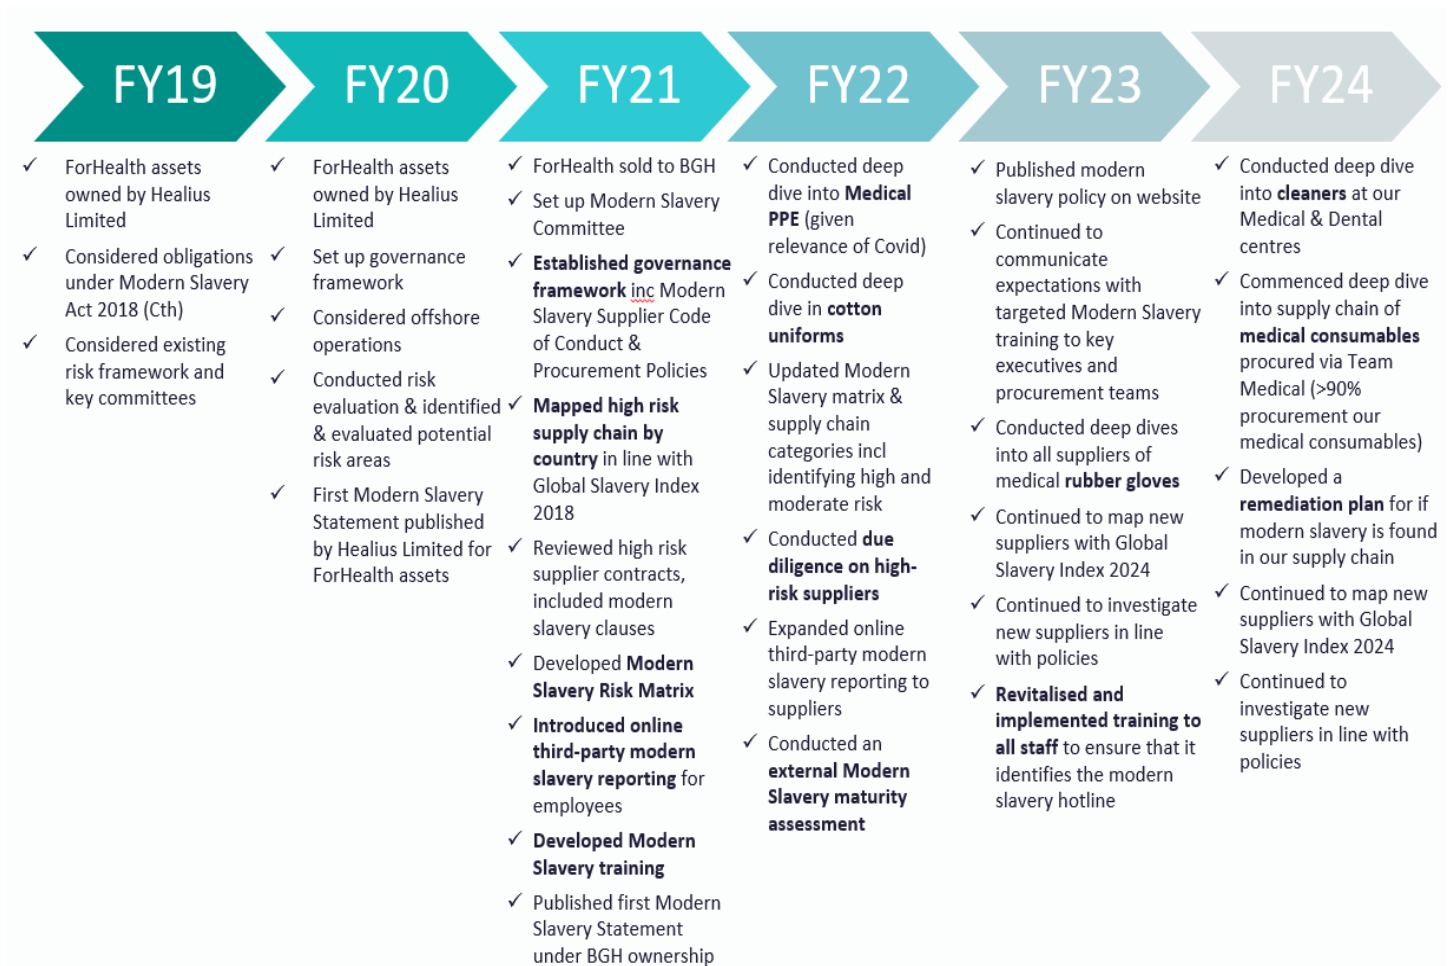 FY19
FY20
FY21
FY22
FY23
FY24
✓ ForHealth assets
owned by Healius
Limited
✓ Considered obligations
under Modern Slavery
Act 2018 (Cth)
✓ Considered existing
risk framework and
key committees
✓ ForHealth assets
owned by Healius
Limited
✓ Set up governance
framework
✓ Considered offshore
operations
✓ Conducted risk
evaluation & identified
& evaluated potential
risk areas
✓ First Modern Slavery
Statement published
by Healius Limited for
ForHealth assets
✓ ForHealth sold to BGH
✓ Set up Modern Slavery
Committee
✓ Established governance
framework inc Modern
Slavery Supplier Code
of Conduct &
Procurement Policies
✓ Mapped high risk
supply chain by
country in line with
Global Slavery Index
2018
✓ Reviewed high risk
supplier contracts,
included modern
slavery clauses
✓ Developed Modern
Slavery Risk Matrix
✓ Introduced online
third-party modern
slavery reporting for
employees
✓ Developed Modern
Slavery training
✓ Published first Modern
Slavery Statement
under BGH ownership
✓ Conducted deep
dive into Medical
PPE (given
relevance of Covid)
✓ Conducted deep
dive in cotton
uniforms
✓ Updated Modern
Slavery matrix &
supply chain
categories incl
identifying high and
moderate risk
✓ Conducted due
diligence on high-
risk suppliers
✓ Expanded online
third-party modern
slavery reporting to
suppliers
✓ Conducted an
external Modern
Slavery maturity
assessment
✓ Published modern
slavery policy on website
✓ Continued to
communicate
expectations with
targeted Modern Slavery
training to key
executives and
procurement teams
✓ Conducted deep dives
into all suppliers of
medical rubber gloves
✓ Continued to map new
suppliers with Global
Slavery Index 2024
✓ Continued to investigate
new suppliers in line
with policies
✓ Revitalised and
implemented training to
all staff to ensure that it
identifies the modern
slavery hotline
✓ Conducted deep dive
into cleaners at our
Medical & Dental
centres
✓ Commenced deep dive
into supply chain of
medical consumables
procured via Team
Medical (>90%
procurement our
medical consumables)
✓ Developed a
remediation plan for if
modern slavery is found
in our supply chain
✓ Continued to map new
suppliers with Global
Slavery Index 2024
✓ Continued to
investigate new
suppliers in line with
policies